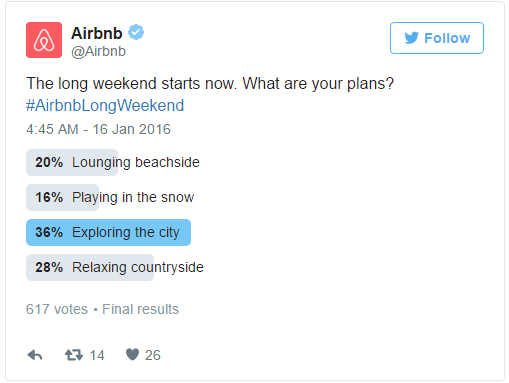 Airbnb
@Airbnb
Follow
The long weekend starts now. What are your plans?
#AirbnbLongWeekend
4:45 AM - 16 Jan 2016
20% Lounging beachside
16% Playing in the snow
36% Exploring the city
28% Relaxing countryside
617 votes • Final results
14 26